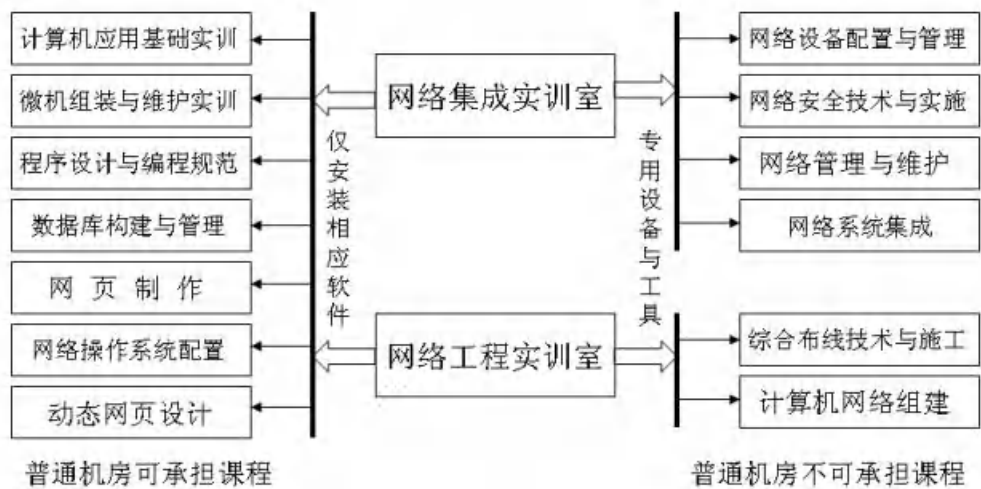 计算机应用基础实训
微机组装与维护实训
程序设计与编程规范
数据库构建与管理
网页制作
网络操作系统配置
动态网页设计
普通机房可承担课程
仅安装相应软件
网络集成实训室
网络工程实训室
专用设备与工具
网络设备配置与管理
网络安全技术与实施
网络管理与维护
网络系统集成
综合布线技术与施工
计算机网络组建
普通机房不可承担课程